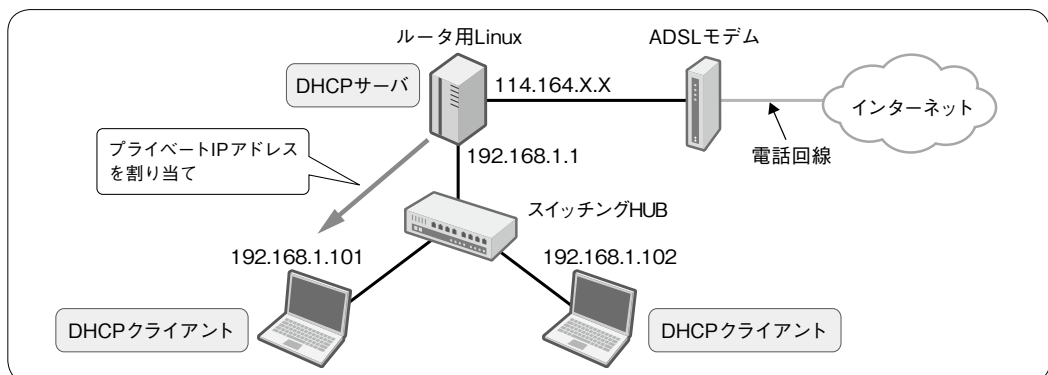 ルータ用Linux
ADSLモデム
DHCPサーバ
114.164.X.X
インターネット
電話回線
プライベートIPアドレス
を割り当て
192.168.1.1
スイッチングHUB
192.168.1.101
192.168.1.102
DHCPクライアント
DHCPクライアント